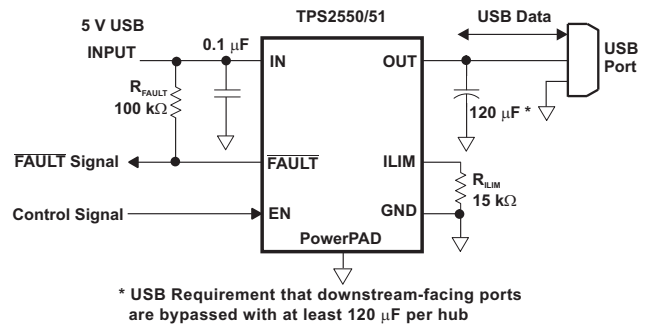 TPS2550/51
USB Data
5 V USB
INPUT
0.1 μF
IN
OUT
USB
Port
R_FAULT
100 kΩ
120 μF *
FAULT Signal
FAULT
ILIM
R_ILIM
15 kΩ
Control Signal
EN
GND
PowerPAD
* USB Requirement that downstream-facing ports
are bypassed with at least 120 μF per hub